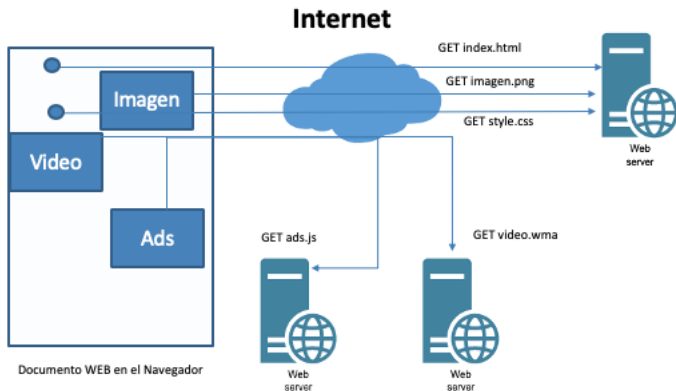 Internet
GET index.html
Imagen
GET imagen.png
GET style.css
Web
server
Video
Ads
GET ads.js
GET video.wma
Documento WEB en el Navegador
Web
server
Web
server